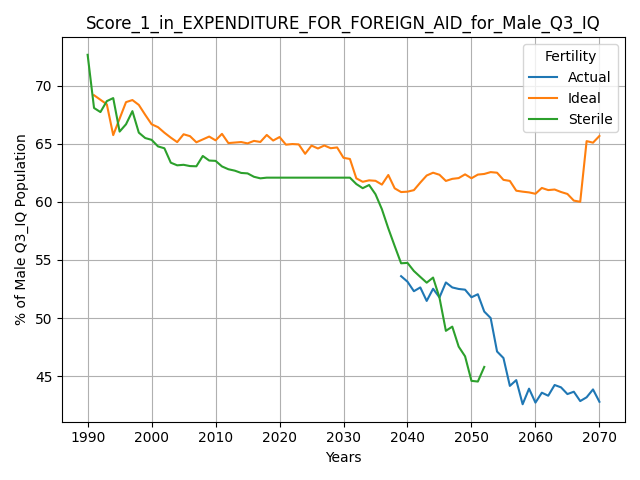 Score_1_in_EXPENDITURE_FOR_FOREIGN_AID_for_Male_Q3_IQ
Fertility
Actual
Ideal
Sterile
% of Male Q3_IQ Population
70
65
60
55
50
45
1990 2000 2010 2020 2030 2040 2050 2060 2070
Years